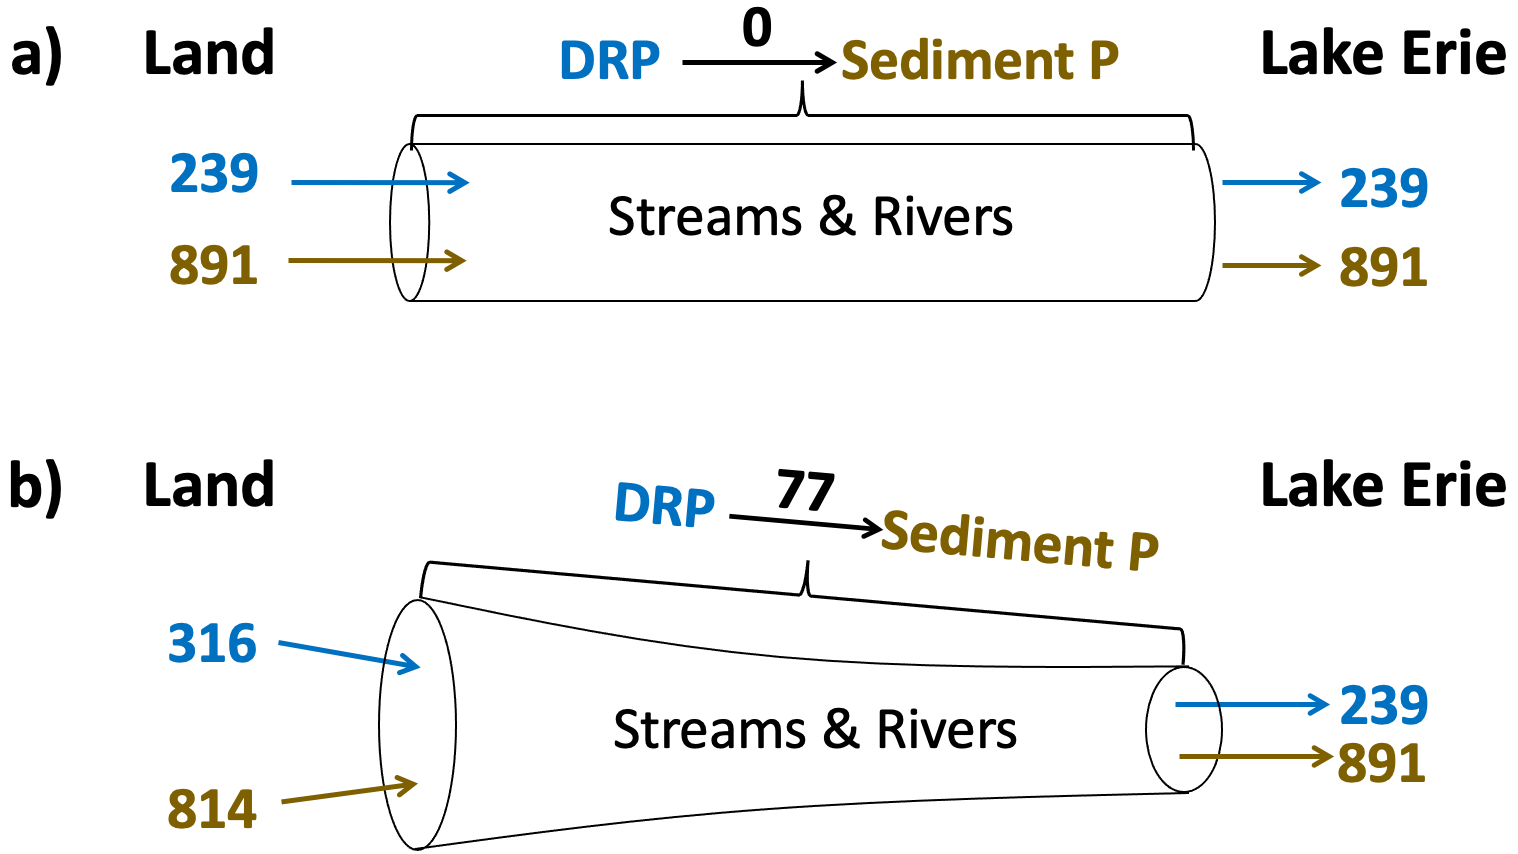 a) Land 0 Lake Erie
DRP Sediment P
239 239
Streams & Rivers
891 891
b) Land 77 Lake Erie
DRP Sediment P
316
239
Streams & Rivers
891
814